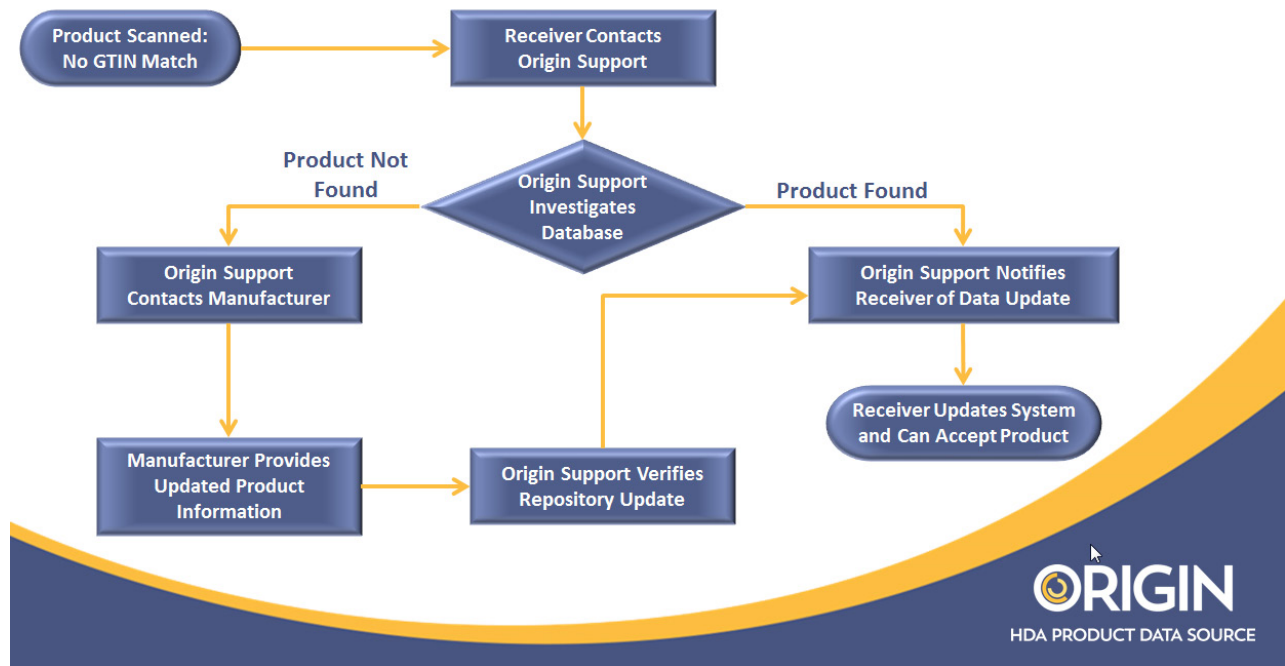 Product Scanned:
No GTIN Match
Receiver Contacts
Origin Support
Product Not
Found
Origin Support
Investigates
Database
Product Found
Origin Support
Contacts Manufacturer
Origin Support Notifies
Receiver of Data Update
Receiver Updates System
and Can Accept Product
Manufacturer Provides
Updated Product
Information
Origin Support Verifies
Repository Update
ORIGIN
HDA PRODUCT DATA SOURCE